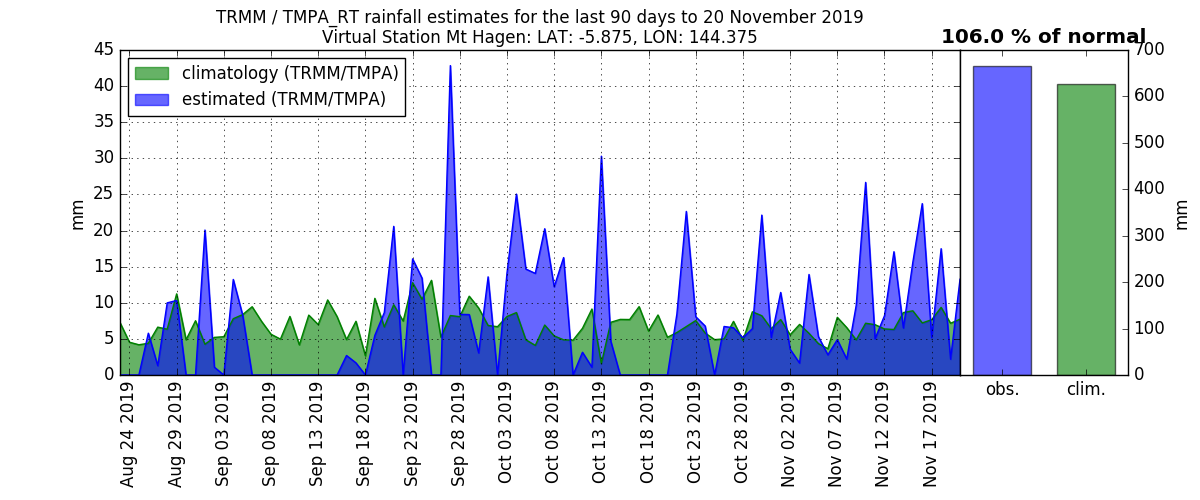 TRMM / TMPA_RT rainfall estimates for the last 90 days to 20 November 2019
Virtual Station Mt Hagen: LAT: -5.875, LON: 144.375
106.0 % of normal
climatology (TRMM/TMPA)
estimated (TRMM/TMPA)
45
40
35
30
25
20
15
10
5
0
mm
Aug 24 2019
Aug 29 2019
Sep 03 2019
Sep 08 2019
Sep 13 2019
Sep 18 2019
Sep 23 2019
Sep 28 2019
Oct 03 2019
Oct 08 2019
Oct 13 2019
Oct 18 2019
Oct 23 2019
Oct 28 2019
Nov 02 2019
Nov 07 2019
Nov 12 2019
Nov 17 2019
700
600
500
400
300
200
100
0
mm
obs.
clim.